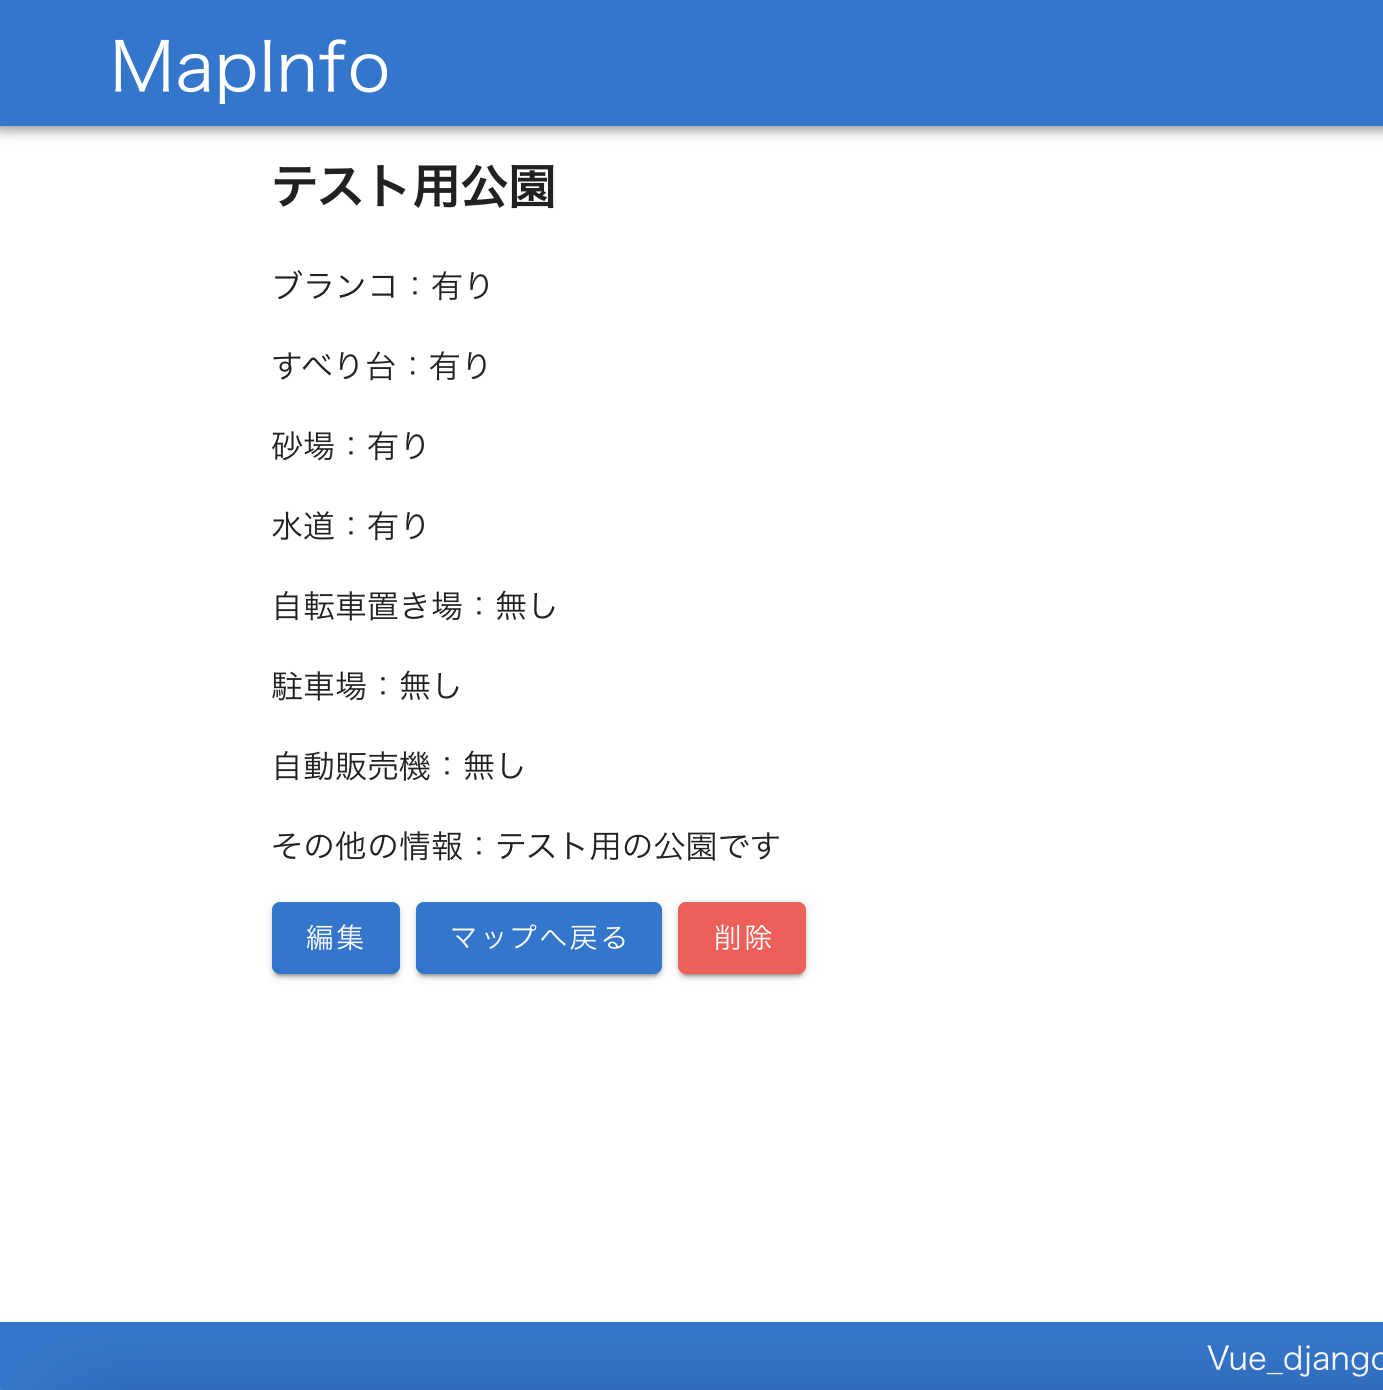 MapInfo
テスト用公園
ブランコ：有り
すべり台：有り
砂場：有り
水道：有り
自転車置き場：無し
駐車場：無し
自動販売機：無し
その他の情報：テスト用の公園です
編集 マップへ戻る 削除
Vue_django